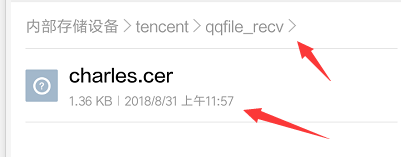 内部存储设备 > tencent > qqfile_recv >
charles.cer
1.36 KB | 2018/8/31 上午11:57